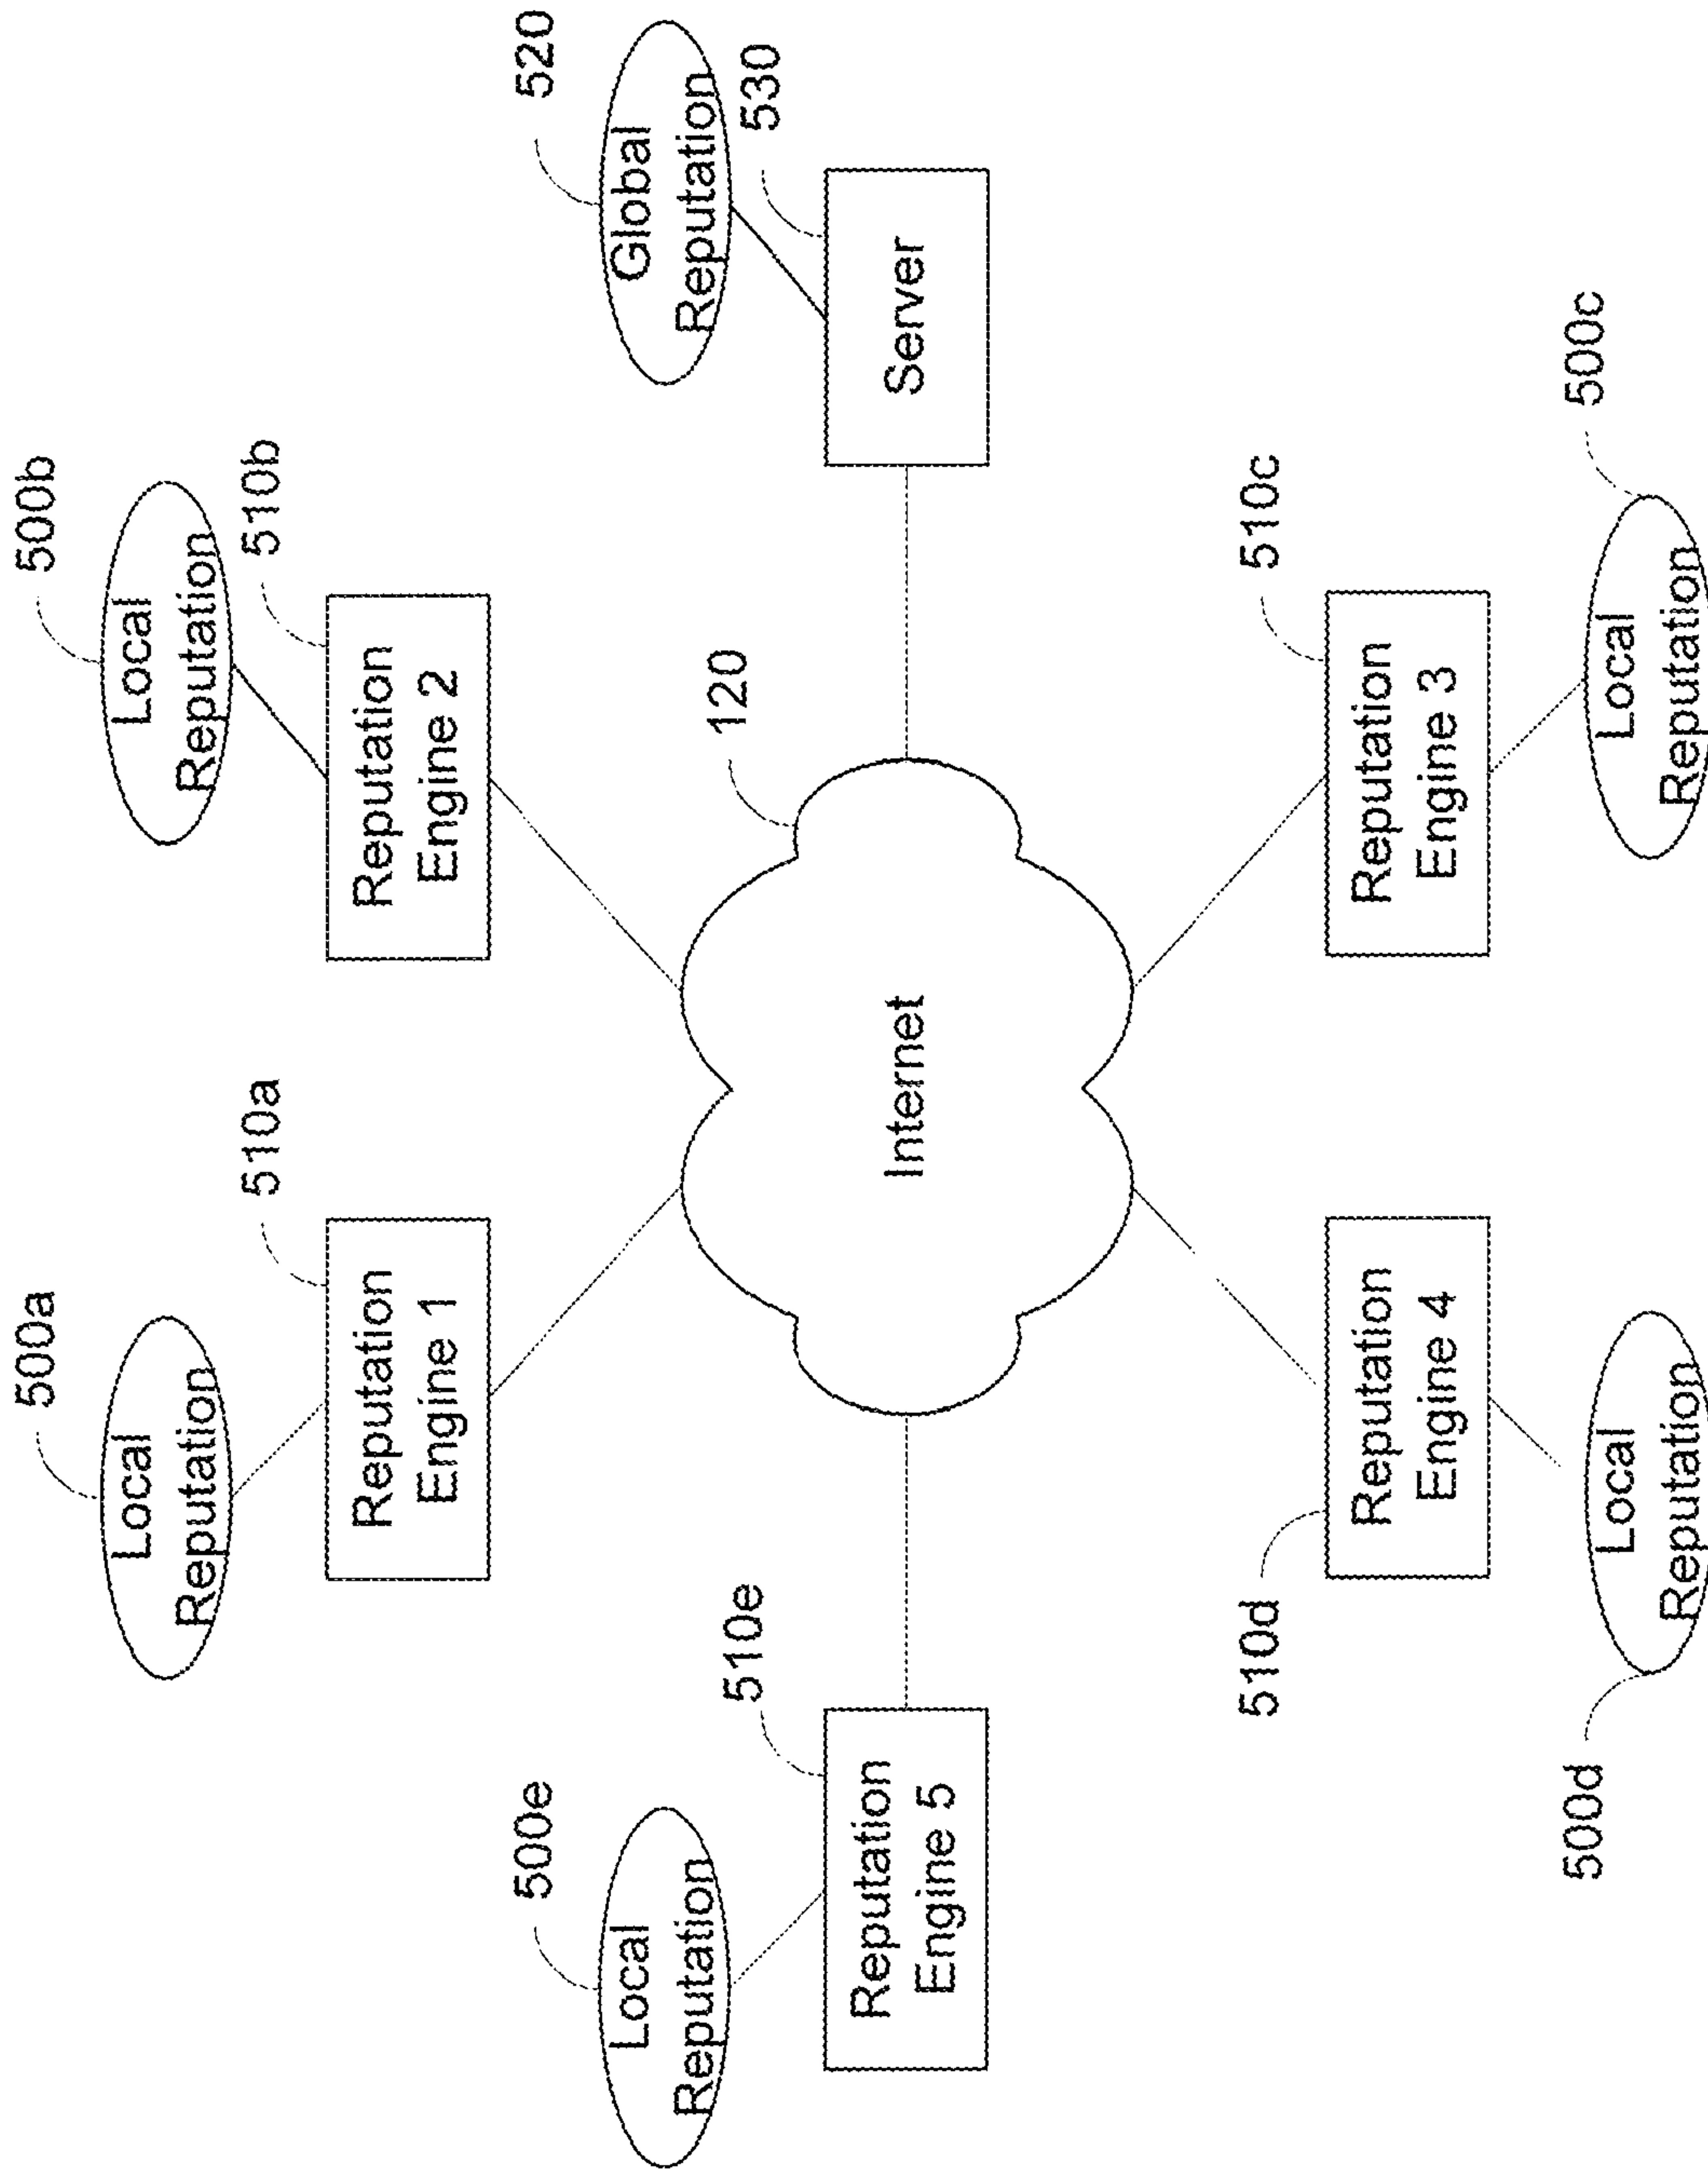 500a
500b
Local
Reputation
Local
Reputation
510a
510b
Reputation
Engine 1
Reputation
Engine 2
500e
520
Local
Reputation
Global
Reputation
510e
120
530
Reputation
Engine 5
Internet
Server
510d
510c
Reputation
Engine 4
Reputation
Engine 3
500d
500c
Local
Reputation
Local
Reputation